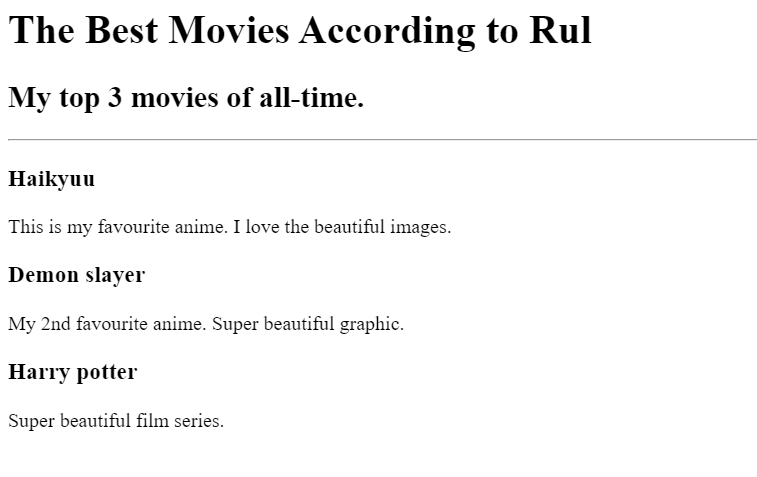 The Best Movies According to Rul
My top 3 movies of all-time.
Haikyuu
This is my favourite anime. I love the beautiful images.
Demon slayer
My 2nd favourite anime. Super beautiful graphic.
Harry potter
Super beautiful film series.